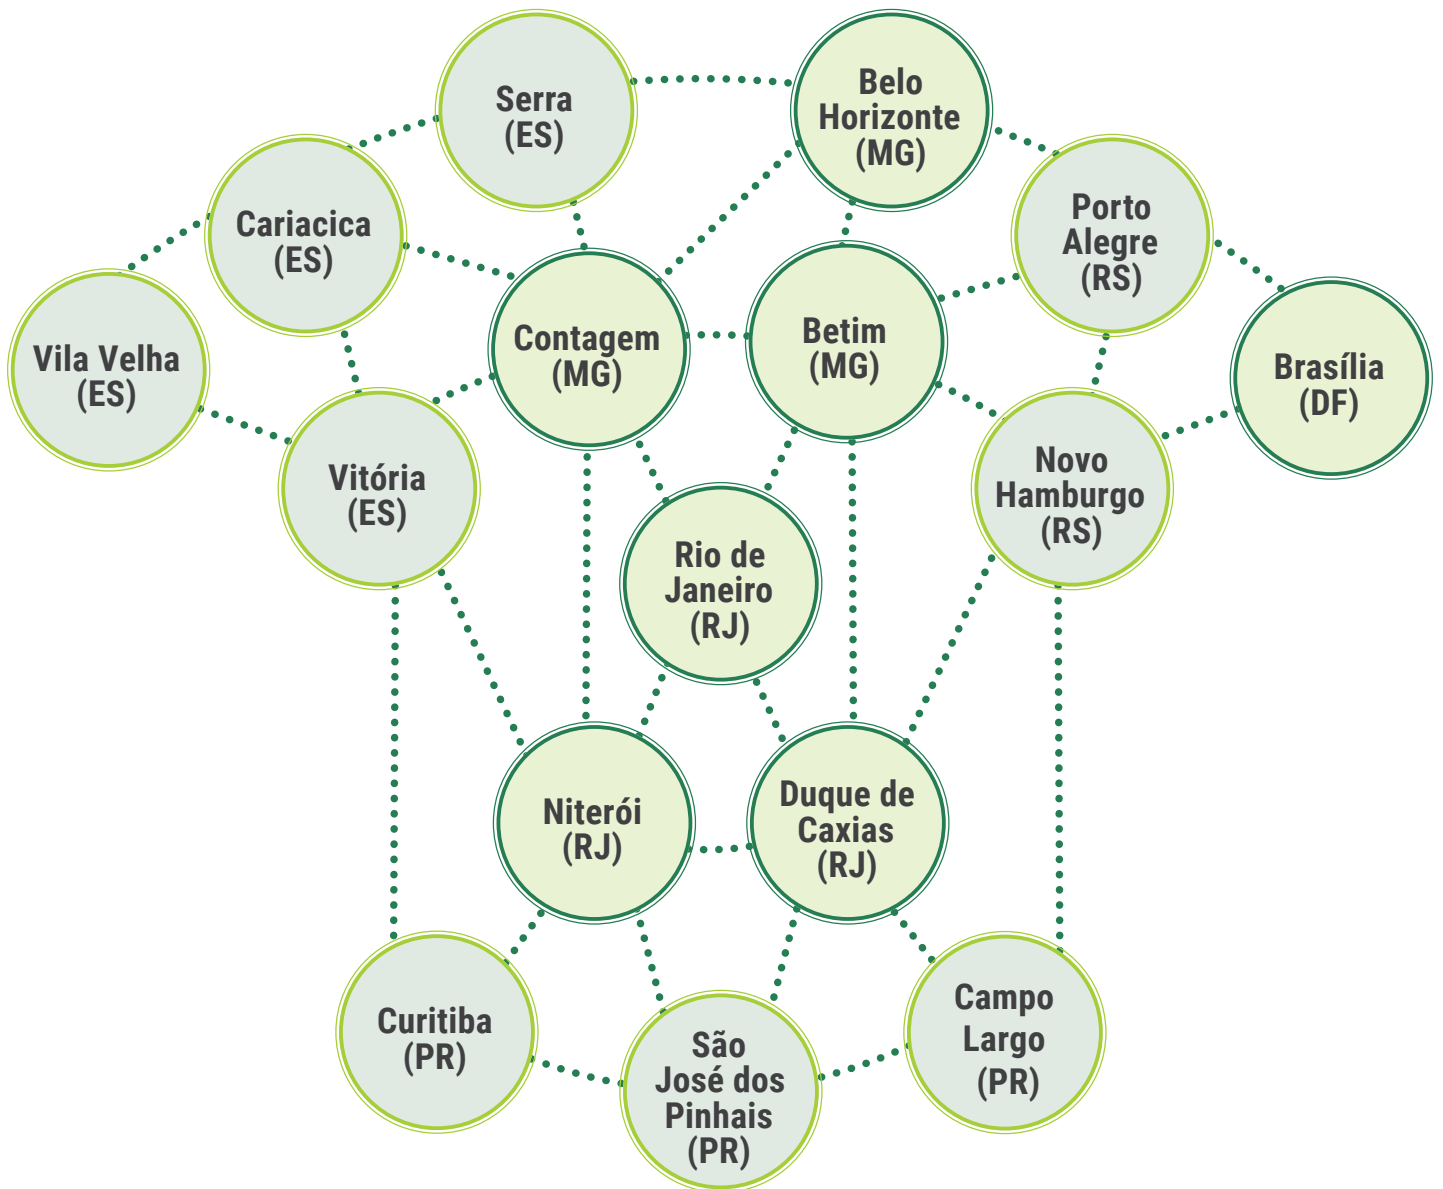 Serra
(ES)
Belo
Horizonte
(MG)
Cariacica
(ES)
Porto
Alegre
(RS)
Vila Velha
(ES)
Contagem
(MG)
Betim
(MG)
Brasília
(DF)
Vitória
(ES)
Novo
Hamburgo
(RS)
Rio de
Janeiro
(RJ)
Niterói
(RJ)
Duque de
Caxias
(RJ)
Curitiba
(PR)
São
José dos
Pinhais
(PR)
Campo
Largo
(PR)